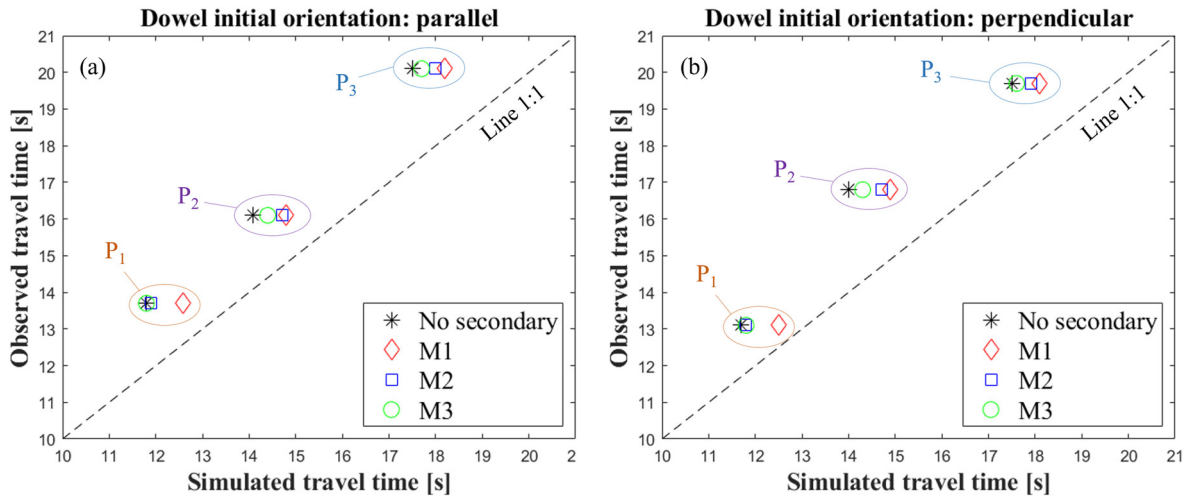 Dowel initial orientation: parallel
(a)
Observed travel time [s]
21
20
19
18
17
16
15
14
13
12
11
10
P3
P2
P1
Line 1:1
No secondary
M1
M2
M3
10 11 12 13 14 15 16 17 18 19 20 2
Simulated travel time [s]
Dowel initial orientation: perpendicular
(b)
Observed travel time [s]
21
20
19
18
17
16
15
14
13
12
11
10
P3
P2
P1
Line 1:1
No secondary
M1
M2
M3
10 11 12 13 14 15 16 17 18 19 20 21
Simulated travel time [s]